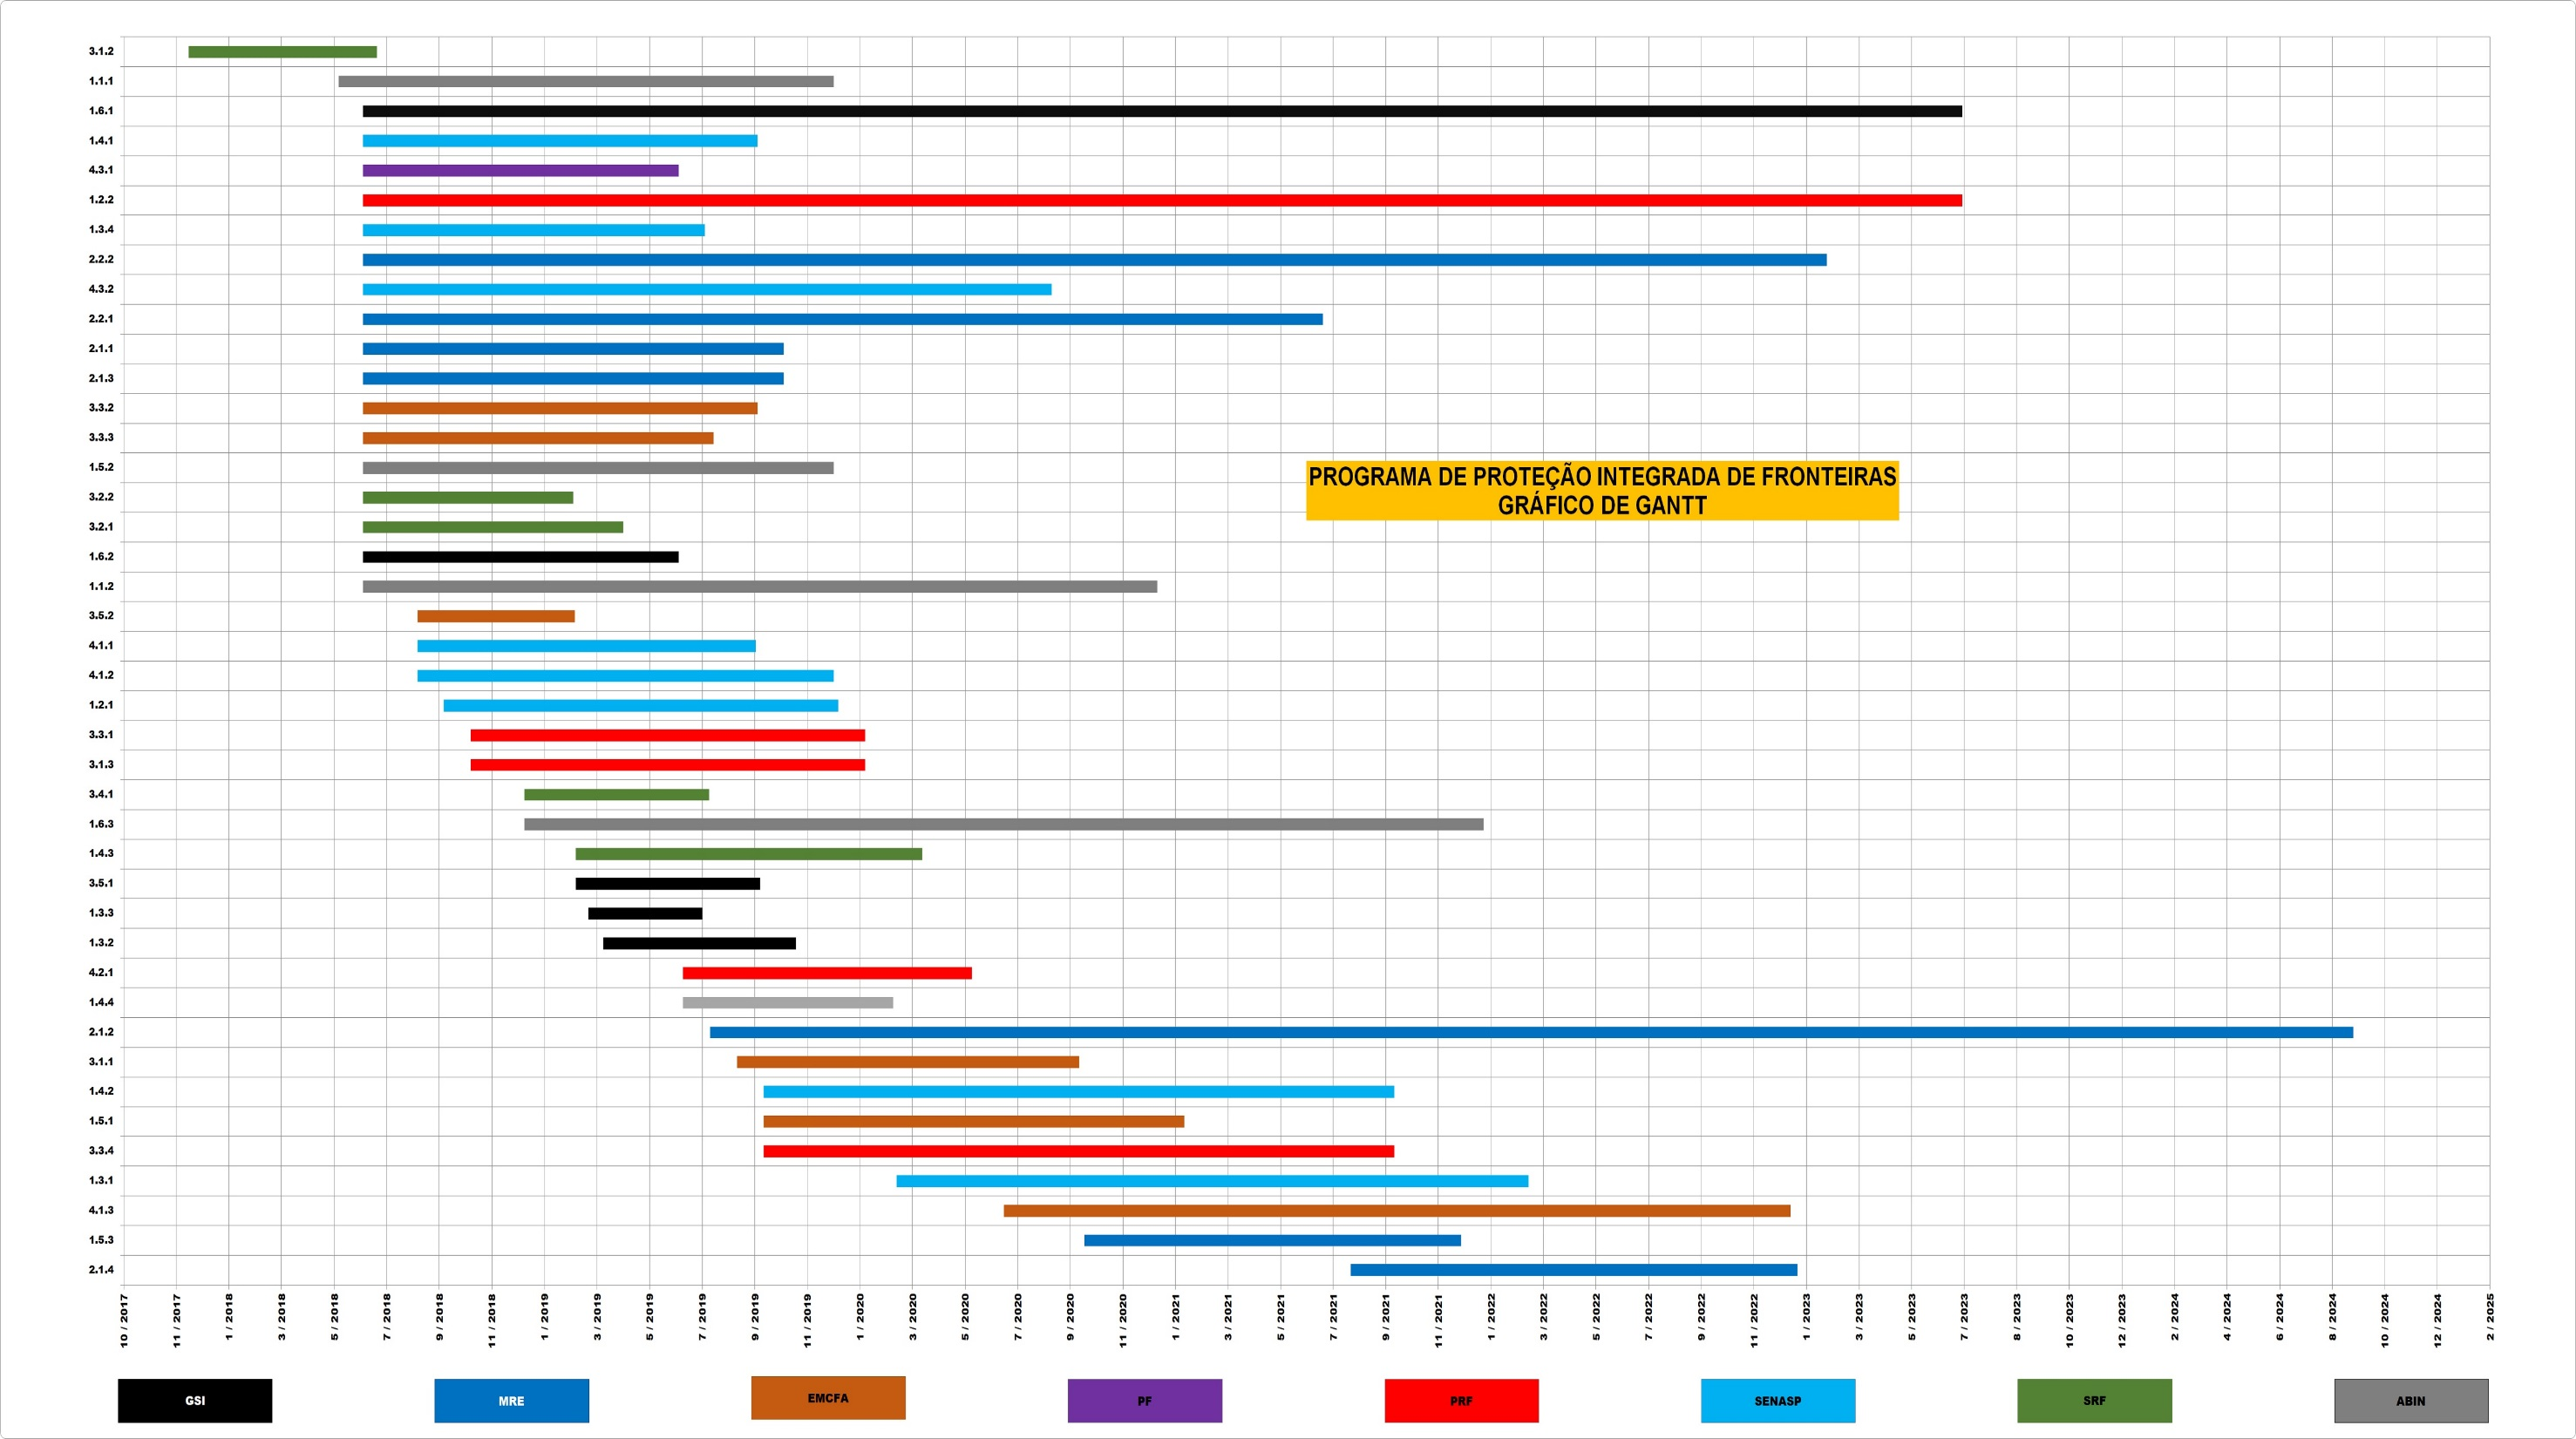 3.1.2
1.1.1
1.6.1
1.4.1
4.3.1
1.2.2
1.3.4
2.2.2
4.3.2
2.2.1
2.1.1
2.1.3
3.3.2
3.3.3
1.5.2
PROGRAMA DE PROTEÇÃO INTEGRADA DE FRONTEIRAS
GRÁFICO DE GANTT
3.2.2
3.2.1
1.6.2
1.1.2
3.5.2
4.1.1
4.1.2
1.2.1
3.3.1
3.1.3
3.4.1
1.6.3
1.4.3
3.5.1
1.3.3
1.3.2
4.2.1
1.4.4
2.1.2
3.1.1
1.4.2
1.5.1
3.3.4
1.3.1
4.1.3
1.5.3
2.1.4
10 / 2017
11 / 2017
1 / 2018
3 / 2018
5 / 2018
7 / 2018
9 / 2018
11 / 2018
1 / 2019
3 / 2019
5 / 2019
7 / 2019
9 / 2019
11 / 2019
1 / 2020
3 / 2020
5 / 2020
7 / 2020
9 / 2020
11 / 2020
1 / 2021
3 / 2021
5 / 2021
7 / 2021
9 / 2021
11 / 2021
1 / 2022
3 / 2022
5 / 2022
7 / 2022
9 / 2022
11 / 2022
1 / 2023
3 / 2023
5 / 2023
7 / 2023
8 / 2023
10 / 2023
12 / 2023
2 / 2024
4 / 2024
6 / 2024
8 / 2024
10 / 2024
12 / 2024
2 / 2025
GSI
MRE
EMCFA
PF
PRF
SENASP
SRF
ABIN